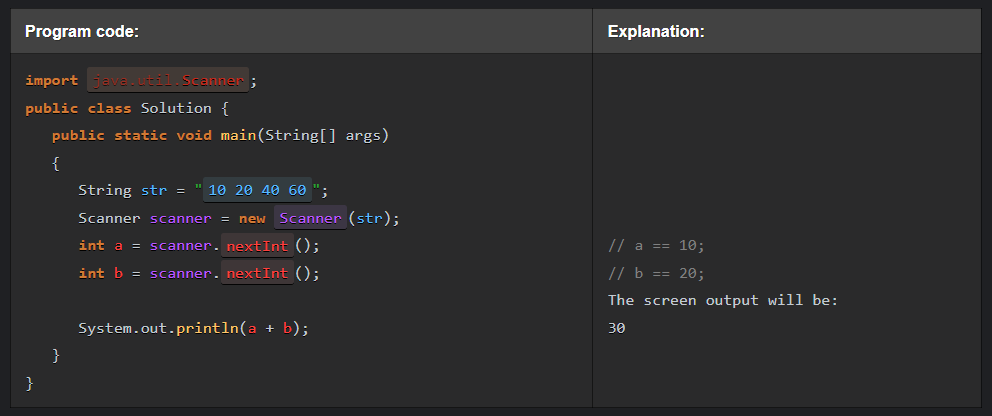 Program code:
Explanation:
import java.util.Scanner;
public class Solution {
public static void main(String[] args)
{
String str = "10 20 40 60";
Scanner scanner = new Scanner(str);
int a = scanner.nextInt();
// a == 10;
int b = scanner.nextInt();
// b == 20;
The screen output will be:
System.out.println(a + b);
30
}
}